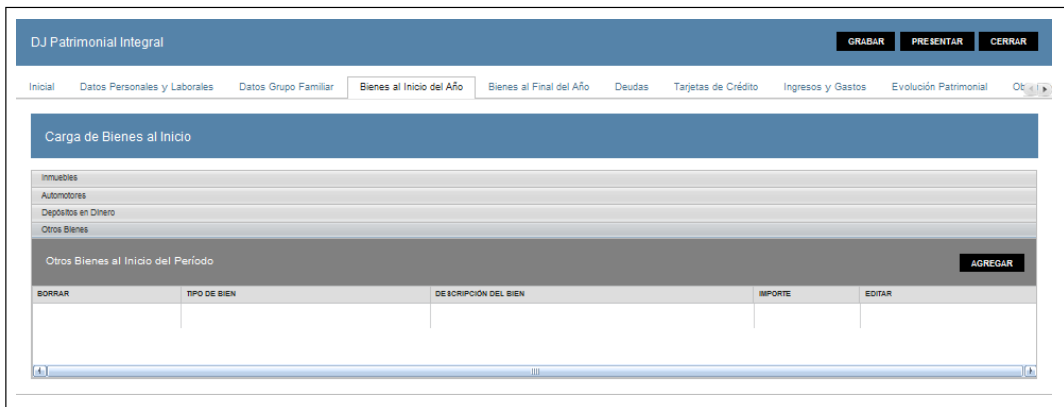 DJ Patrimonial Integral GRABAR PRESENTAR CERRAR
Inicial Datos Personales y Laborales Datos Grupo Familiar Bienes al Inicio del Año Bienes al Final del Año Deudas Tarjetas de Crédito Ingresos y Gastos Evolución Patrimonial
Carga de Bienes al Inicio
Inmuebles
Automotores
Depósitos en Dinero
Otros Bienes
Otros Bienes al Inicio del Período AGREGAR
BORRAR TIPO DE BIEN DESCRIPCIÓN DEL BIEN IMPORTE EDITAR